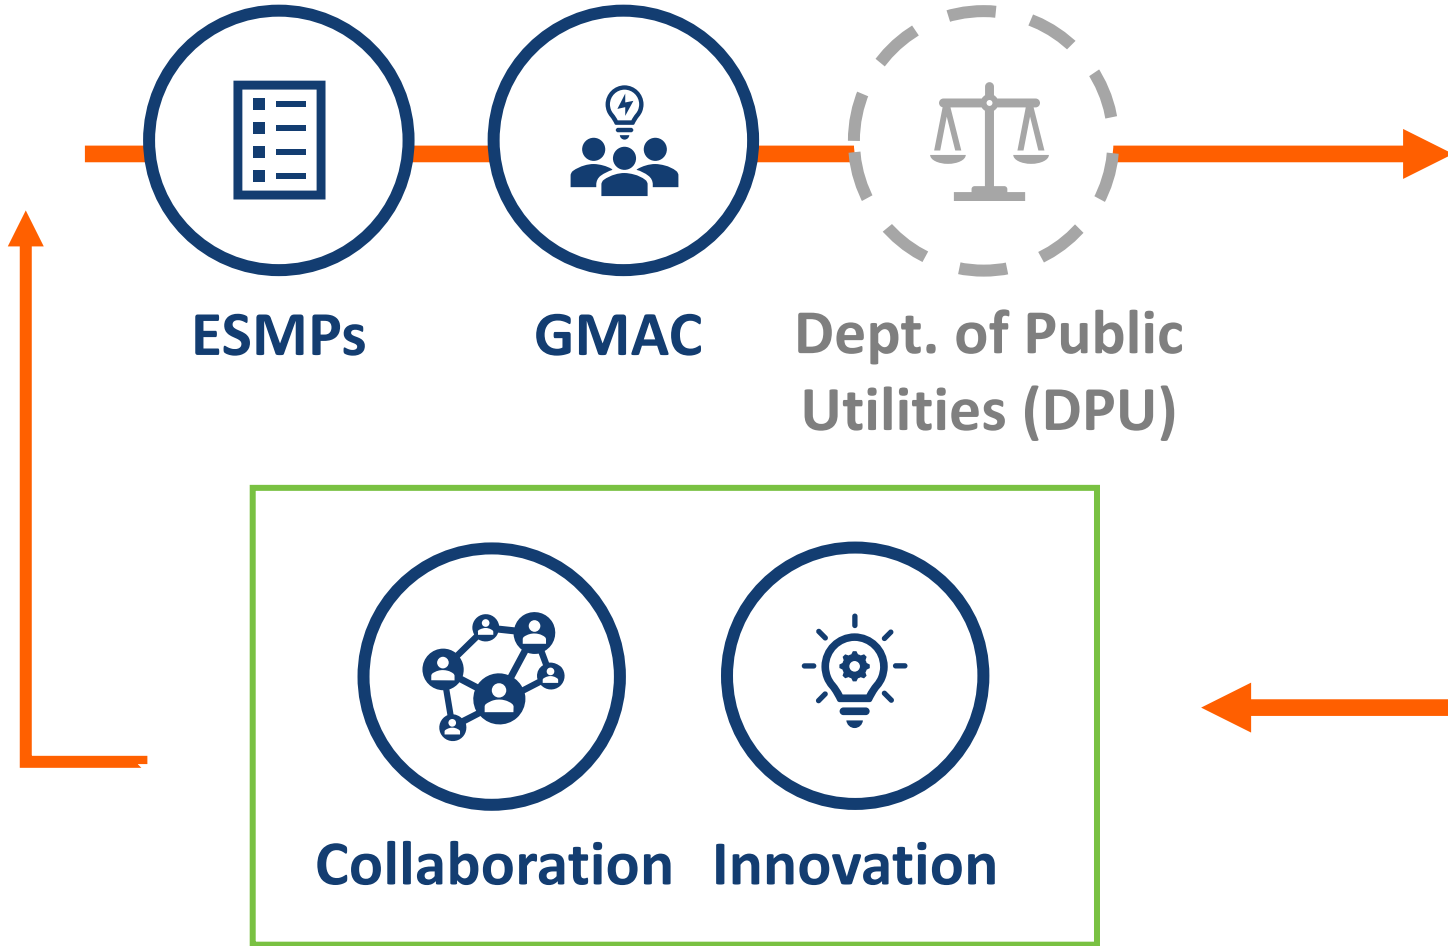 ESMPs
GMAC
Dept. of Public
Utilities (DPU)
Collaboration
Innovation